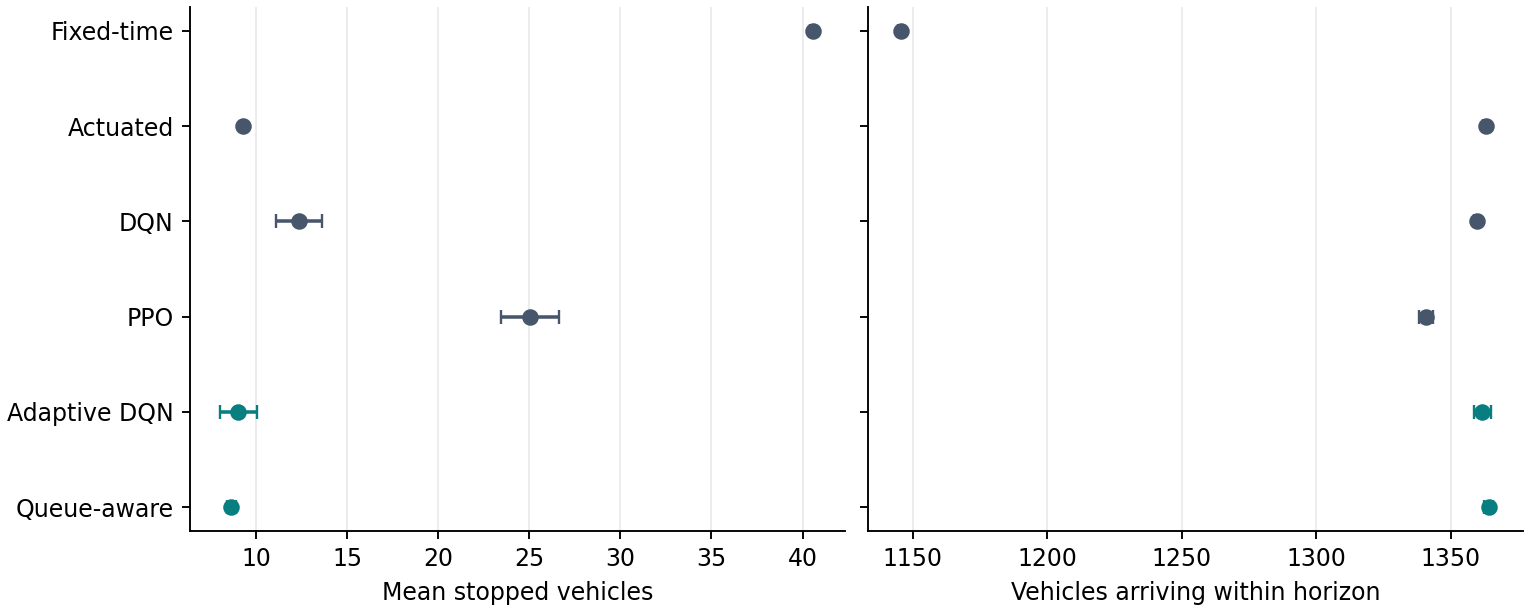 Fixed-time
Actuated
DQN
PPO
Adaptive DQN
Queue-aware
10 15 20 25 30 35 40
Mean stopped vehicles
1150 1200 1250 1300 1350
Vehicles arriving within horizon